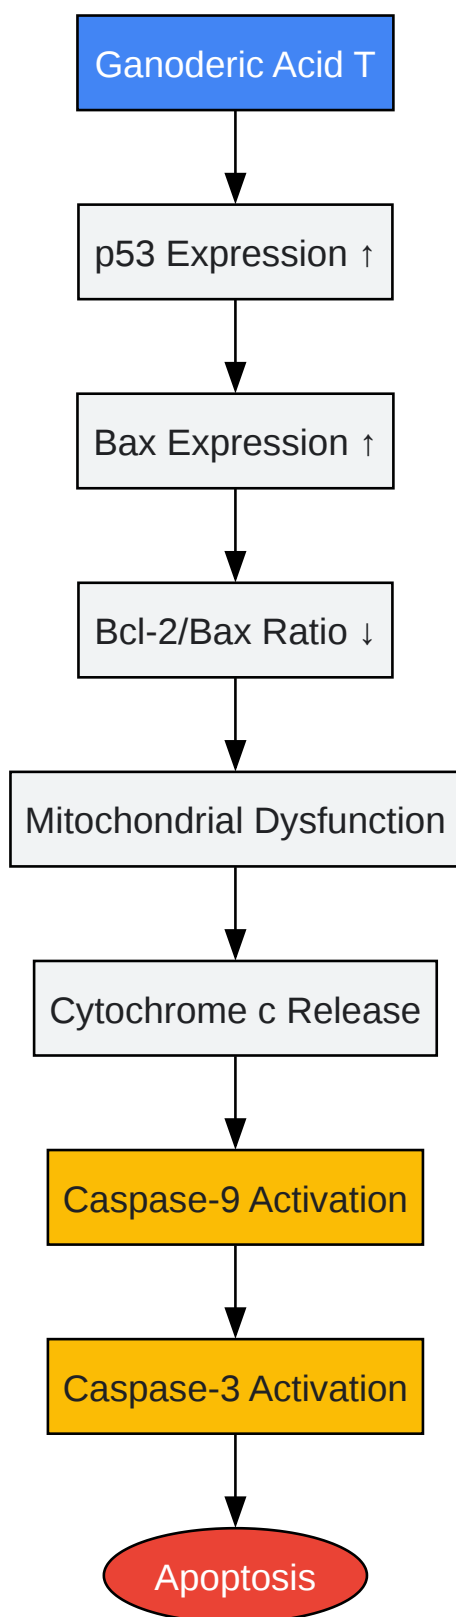 Ganoderic Acid T
p53 Expression ↑
Bax Expression ↑
Bcl-2/Bax Ratio ↓
Mitochondrial Dysfunction
Cytochrome c Release
Caspase-9 Activation
Caspase-3 Activation
Apoptosis